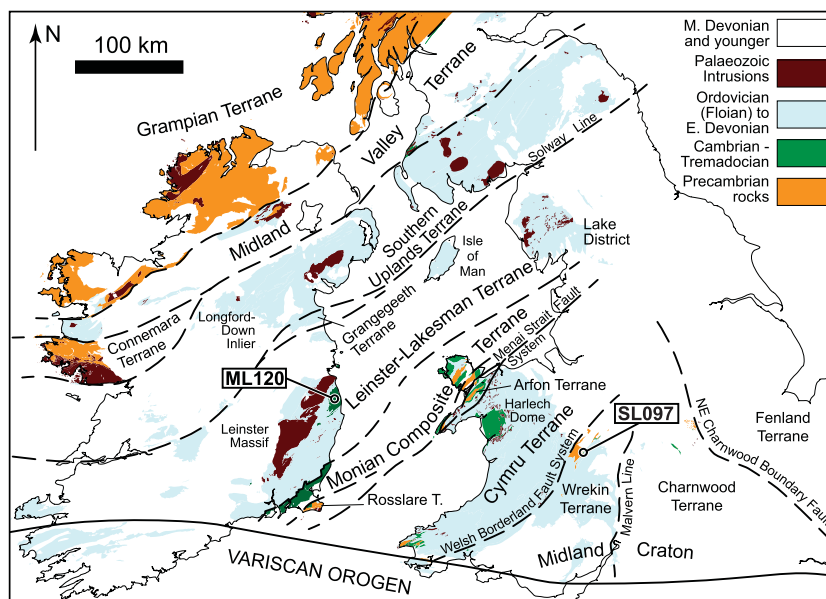 N
100 km
M. Devonian
and younger
Palaeozoic
Intrusions
Ordovician
(Floian) to
E. Devonian
Cambrian -
Tremadocian
Precambrian
rocks
Grampian Terrane
Midland Valley Terrane
Southern
Uplands Terrane
Solway Line
Isle
of
Man
Lake
District
Connemara
Terrane
Longford-
Down
Inlier
Grangegeeth
Terrane
Leinster-Lakesman Terrane
ML120
Leinster
Massif
Monian Composite Terrane
Menai Strait Fault
System
Arfon Terrane
Harlech
Dome
SL097
Rosslare T.
Cymru Terrane
Welsh Borderland Fault System
Wrekin
Terrane
Malvern Line
Charnwood
Terrane
NE Charnwood Boundary Fault
Fenland
Terrane
Midland Craton
VARISCAN OROGEN